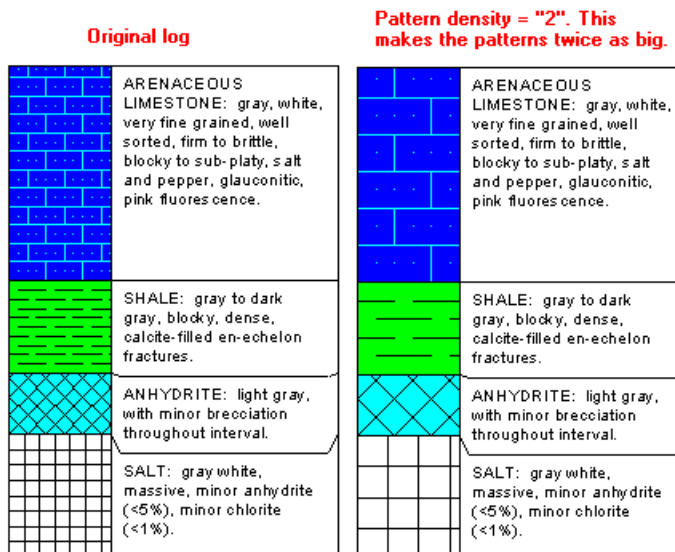 Original log
Pattern density = "2". This
makes the patterns twice as big.
ARENACEOUS
LIMESTONE: gray, white,
very fine grained, well
sorted, firm to brittle,
blocky to sub-platy, salt
and pepper, glauconitic,
pink fluorescence.
SHALE: gray to dark
gray, blocky, dense,
calcite-filled en-echelon
fractures.
ANHYDRITE: light gray,
with minor brecciation
throughout interval.
SALT: gray white,
massive, minor anhydrite
(<5%), minor chlorite
(<1%).
ARENACEOUS
LIMESTONE: gray, white,
very fine grained, well
sorted, firm to brittle,
blocky to sub-platy, salt
and pepper, glauconitic,
pink fluorescence.
SHALE: gray to dark
gray, blocky, dense,
calcite-filled en-echelon
fractures.
ANHYDRITE: light gray,
with minor brecciation
throughout interval.
SALT: gray white,
massive, minor anhydrite
(<5%), minor chlorite
(<1%).